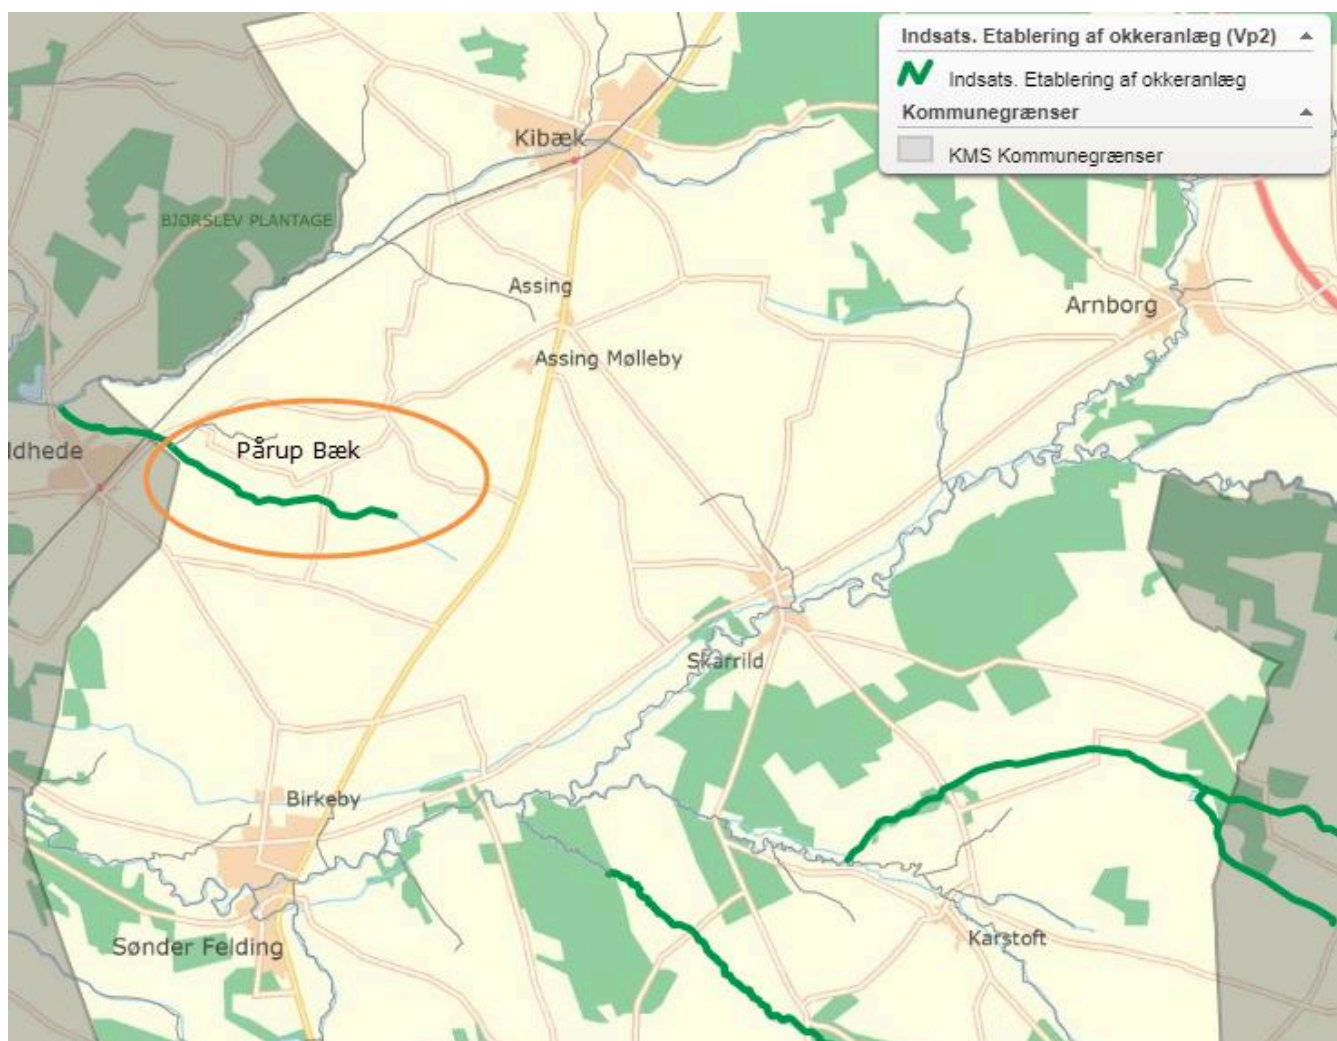 Indsats. Etablering af okkeranlæg (Vp2)
Indsats. Etablering af okkeranlæg
Kommunegrænser
KMS Kommunegrænser
Kibæk
BJØRSLEV PLANTAGE
Assing
Arnborg
Assing Mølleby
ldhede
Pårup Bæk
Skarrild
Birkeby
Karstoft
Sønder Felding